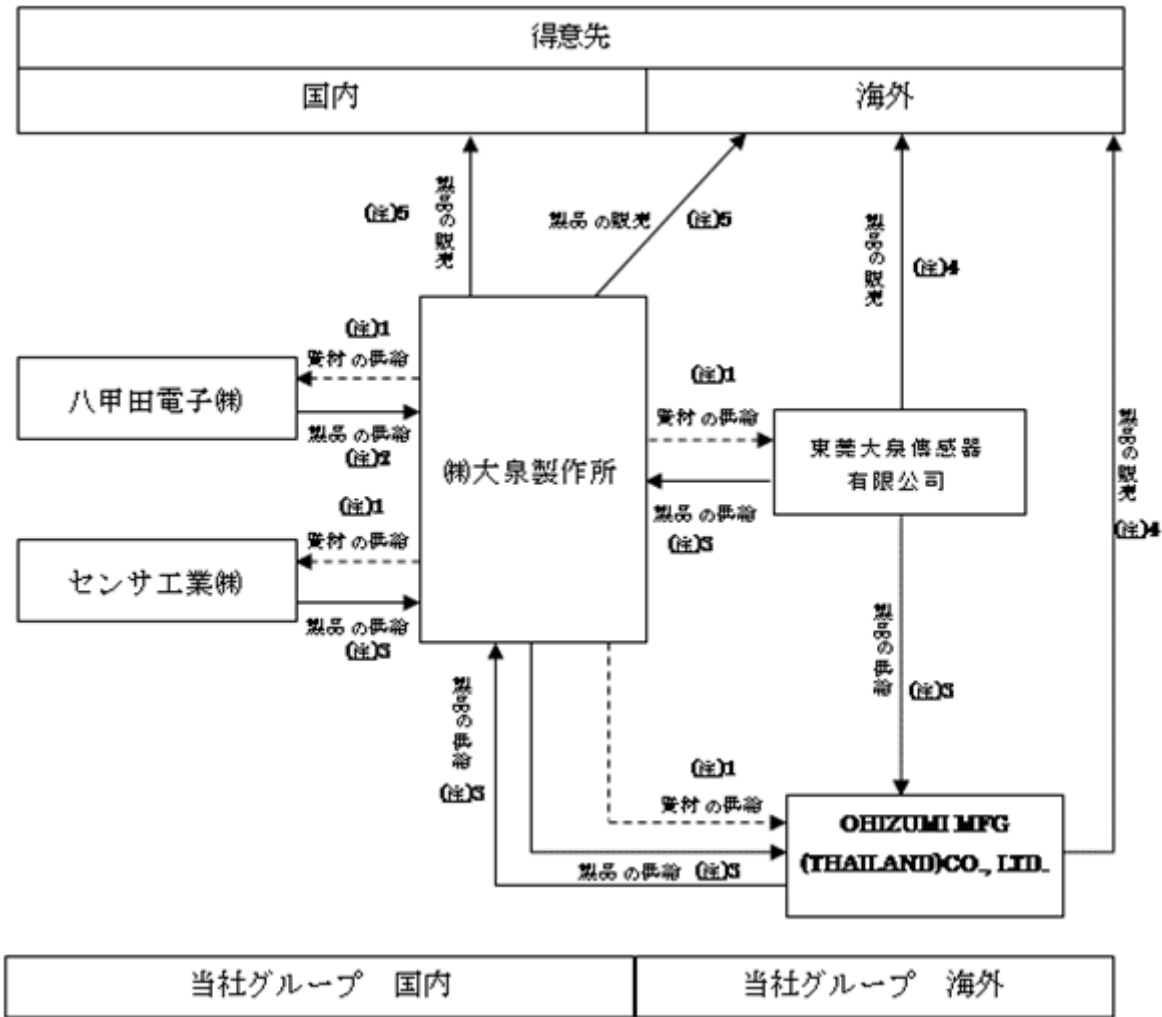 得意先
国内
海外
製品の販売
(注)5
製品の販売
(注)5
製品の販売
(注)4
製品の販売
(注)4
(注)1
資材の供給
八甲田電子㈱
製品の供給
(注)2
(注)1
資材の供給
センサ工業㈱
製品の供給
(注)3
㈱大泉製作所
(注)1
資材の供給
東莞大泉傳感器
有限公司
製品の供給
(注)3
製品の供給
(注)3
製品の供給
(注)3
(注)1
資材の供給
製品の供給 (注)3
OHIZUMI MFG
(THAILAND)CO., LTD.
当社グループ 国内
当社グループ 海外